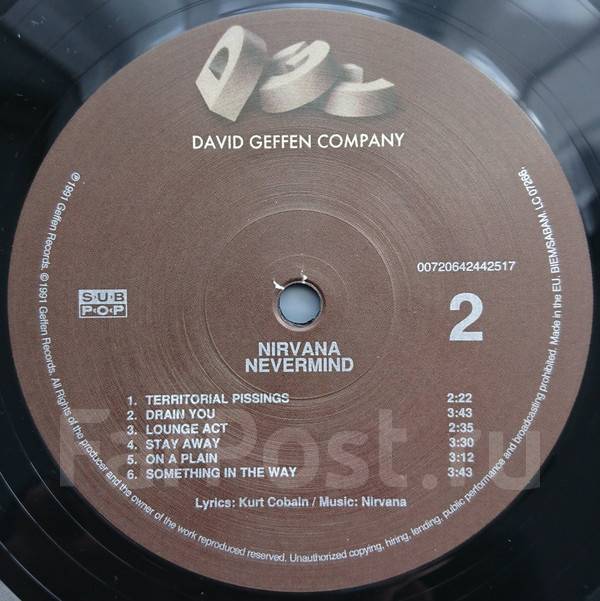 DGC
DAVID GEFFEN COMPANY
00720642442517
SUB
POP
2
NIRVANA
NEVERMIND
1. TERRITORIAL PISSINGS 2:22
2. DRAIN YOU 3:43
3. LOUNGE ACT 2:35
4. STAY AWAY 3:30
5. ON A PLAIN 3:12
6. SOMETHING IN THE WAY 3:43
Lyrics: Kurt Cobain / Music: Nirvana
℗ 1991 Geffen Records. © 1991 Geffen Records. All Rights of the producer and the owner of the work reproduced reserved. Unauthorized copying, hiring, lending, public performance and broadcasting prohibited. Made in the EU. BIEM/SABAM. LC 07266.
FarPost.ru